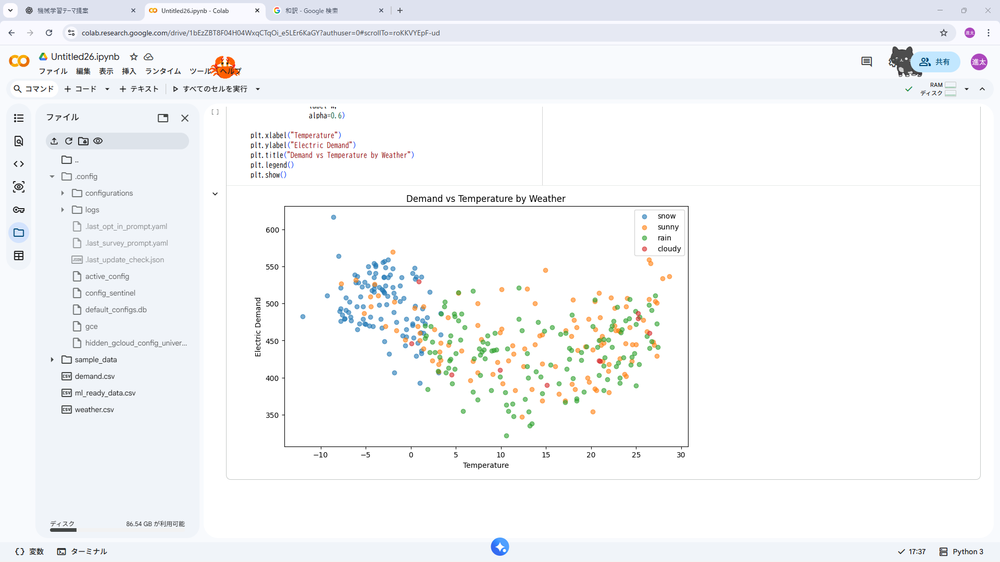 機械学習テーマ提案
Untitled26.ipynb - Colab
和訳 - Google 検索
colab.research.google.com/drive/1bEzZBT8F04H04WxqCTqOi_e5LEr6KaGY?authuser=0#scrollTo=roKKVYEpF-ud
進太
Untitled26.ipynb
ファイル 編集 表示 挿入 ランタイム ツール ヘルプ
共有
進太
コマンド + コード + テキスト すべてのセルを実行
RAM
ディスク
ファイル
..
.config
configurations
logs
.last_opt_in_prompt.yaml
.last_survey_prompt.yaml
JSON .last_update_check.json
active_config
config_sentinel
default_configs.db
gce
hidden_gcloud_config_univer...
sample_data
CSV demand.csv
CSV ml_ready_data.csv
CSV weather.csv
ディスク 86.54 GB が利用可能
[ ]
label=w,
alpha=0.6)
plt.xlabel("Temperature")
plt.ylabel("Electric Demand")
plt.title("Demand vs Temperature by Weather")
plt.legend()
plt.show()
Demand vs Temperature by Weather
snow
sunny
rain
cloudy
600
550
500
450
400
350
Electric Demand
−10 −5 0 5 10 15 20 25 30
Temperature
変数 ターミナル
17:37 Python 3